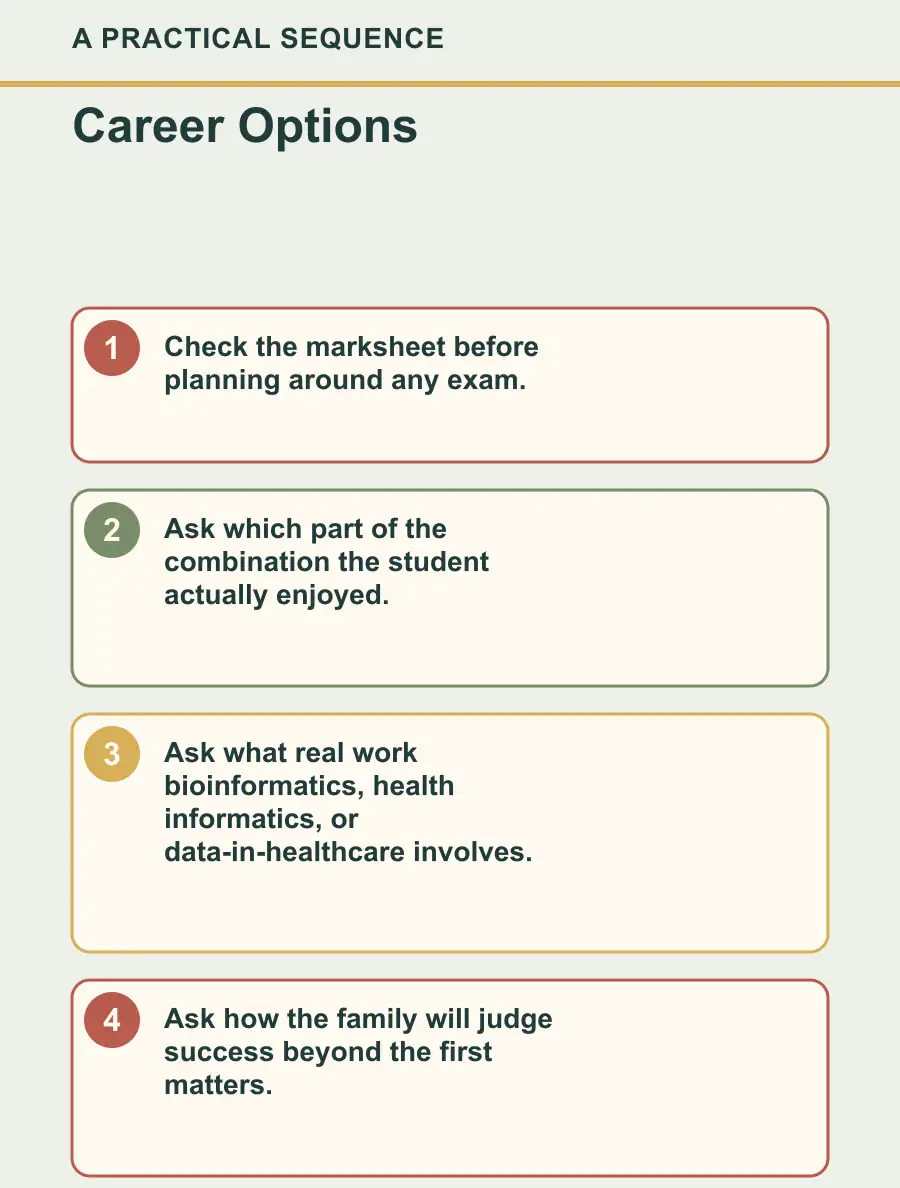 A PRACTICAL SEQUENCE
Career Options
1
Check the marksheet before
planning around any exam.
2
Ask which part of the
combination the student
actually enjoyed.
3
Ask what real work
bioinformatics, health
informatics, or
data-in-healthcare involves.
4
Ask how the family will judge
success beyond the first
matters.